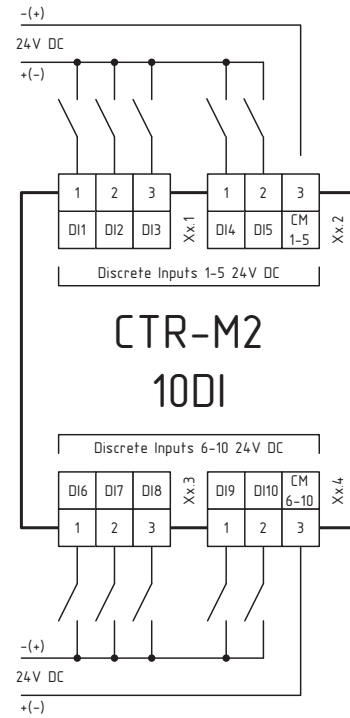 -(+)
24V DC
+(-)
1 2 3 1 2 3
DI1 DI2 DI3 Xx.1 DI4 DI5 CM 1-5 Xx.2
Discrete Inputs 1-5 24V DC
CTR-M2
10DI
Discrete Inputs 6-10 24V DC
DI6 DI7 DI8 Xx.3 DI9 DI10 CM 6-10 Xx.4
1 2 3 1 2 3
-(+)
24V DC
+(-)